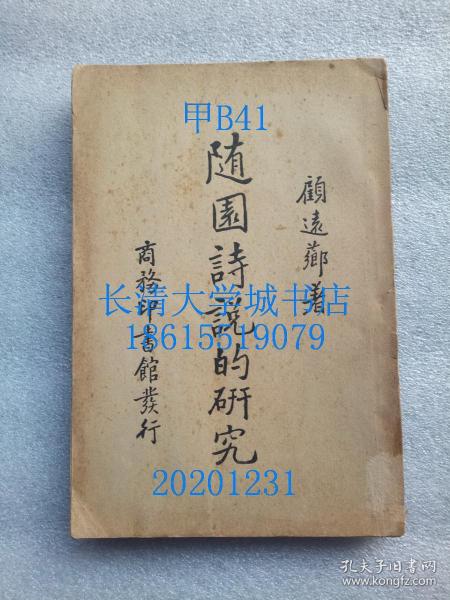 甲B41
顧遠薌著
随園詩說的研究
商務印書館發行
长清大学城书店
18615519079
20201231
孔夫子旧书网
www.kongfz.com